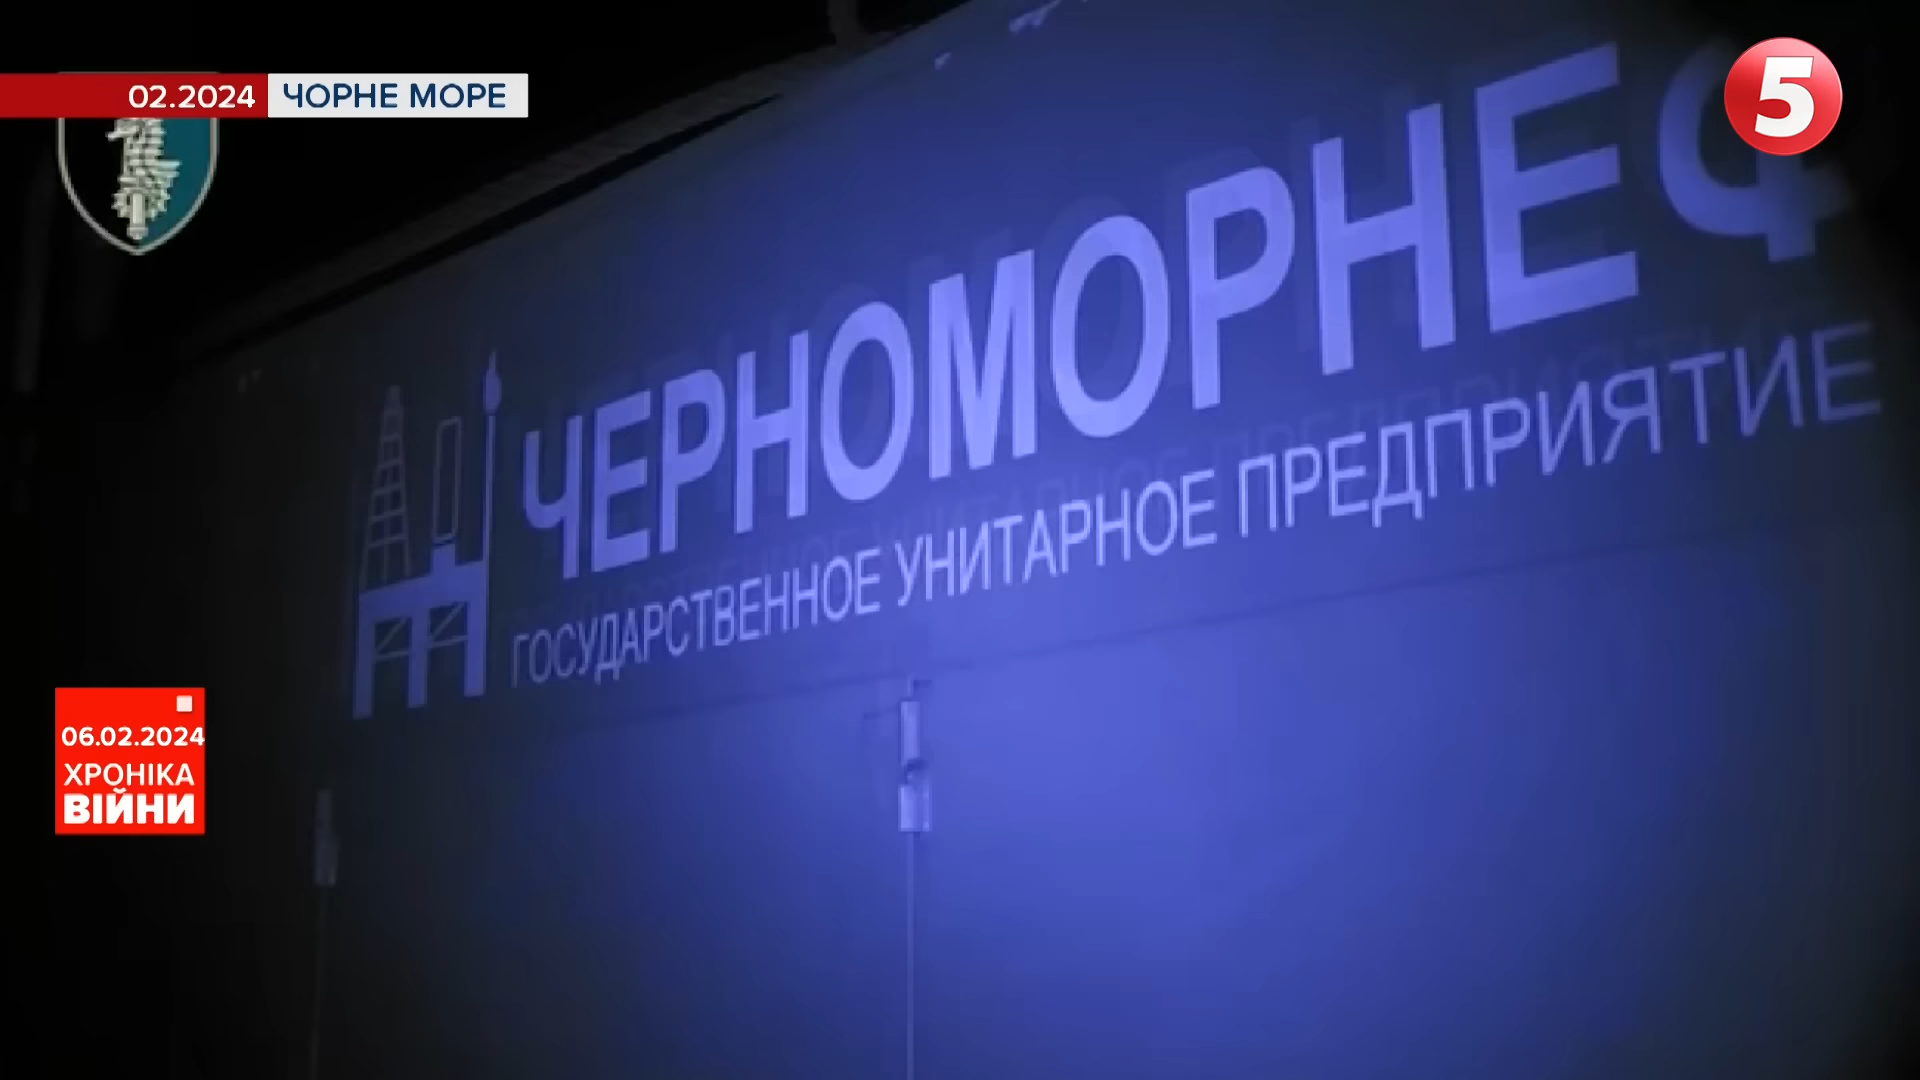 02.2024 ЧОРНЕ МОРЕ
5
ЧЕРНОМОРНЕФ
ГОСУДАРСТВЕННОЕ УНИТАРНОЕ ПРЕДПРИЯТИЕ
06.02.2024
ХРОНІКА
ВІЙНИ